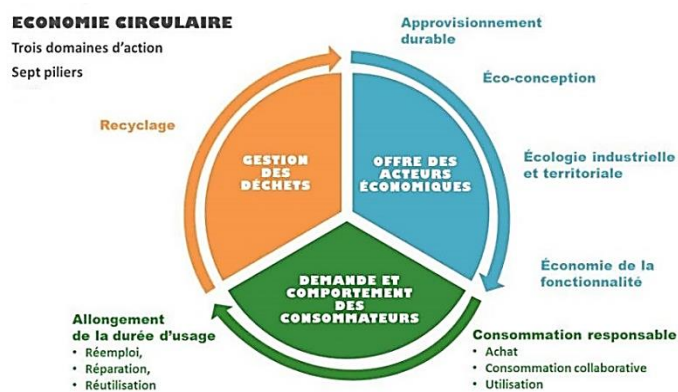 ECONOMIE CIRCULAIRE
Trois domaines d'action
Sept piliers
Approvisionnement
durable
Éco-conception
Écologie industrielle
et territoriale
Économie de la
fonctionnalité
Recyclage
GESTION
DES
DÉCHETS
OFFRE DES
ACTEURS
ÉCONOMIQUES
DEMANDE ET
COMPORTEMENT
DES
CONSOMMATEURS
Consommation responsable
• Achat
• Consommation collaborative
• Utilisation
Allongement
de la durée d'usage
• Réemploi,
• Réparation,
• Réutilisation